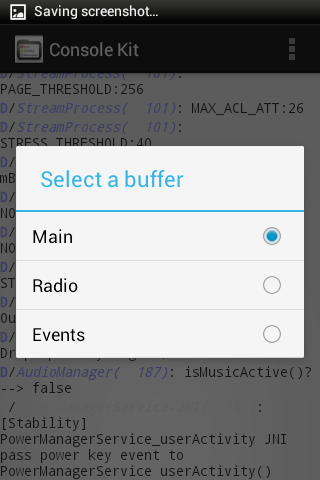 Saving screenshot...
Console Kit
D/StreamProcess( 101):
PAGE_THRESHOLD:256
D/StreamProcess( 101): MAX_ACL_ATT:26
D/StreamProcess( 101):
STRESS_THRESHOLD:40
D/
D/
D/
D/
D/
Select a buffer
Main
Radio
Events
D/AudioManager( 187): isMusicActive()?
--> false
/ :
[Stability]
PowerManagerService_userActivity JNI
pass power key event to
PowerManagerService userActivity()